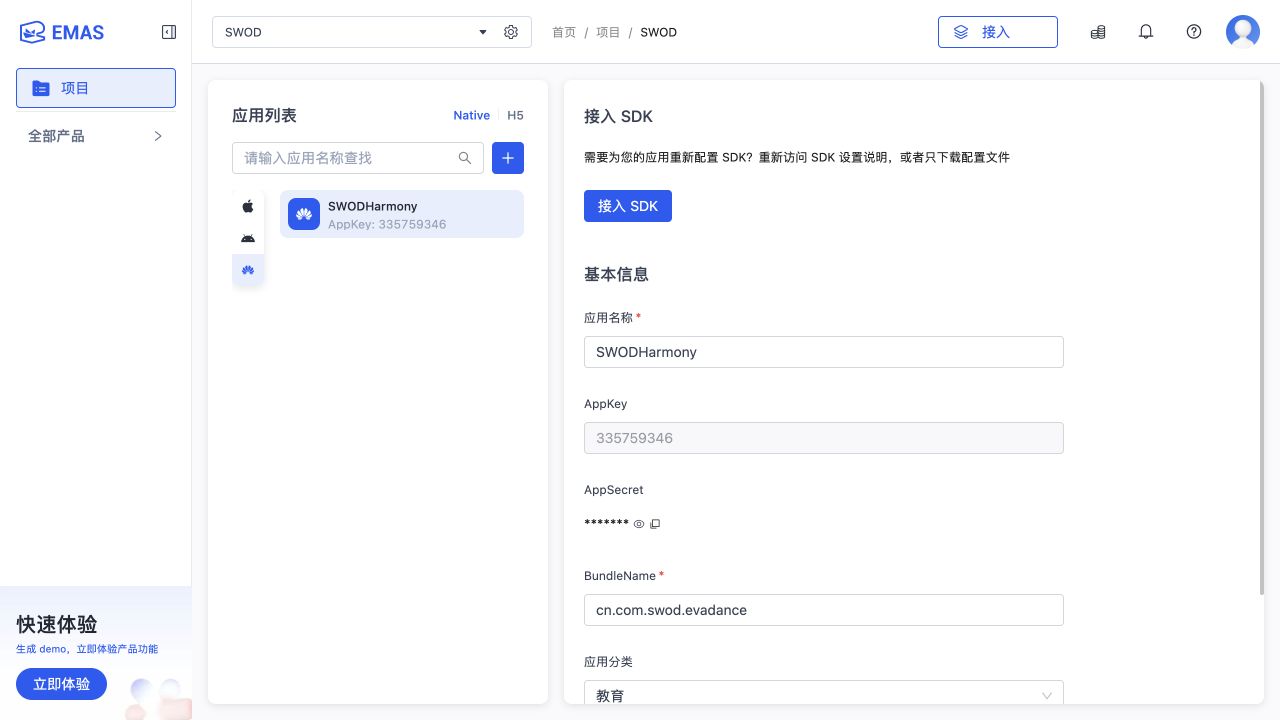 EMAS
项目
全部产品
快速体验
生成 demo，立即体验产品功能
立即体验
SWOD
首页 / 项目 / SWOD
接入
应用列表
Native
H5
请输入应用名称查找
SWODHarmony
AppKey: 335759346
接入 SDK
需要为您的应用重新配置 SDK？重新访问 SDK 设置说明，或者只下载配置文件
接入 SDK
基本信息
应用名称 *
SWODHarmony
AppKey
335759346
AppSecret
*******
BundleName *
cn.com.swod.evadance
应用分类
教育